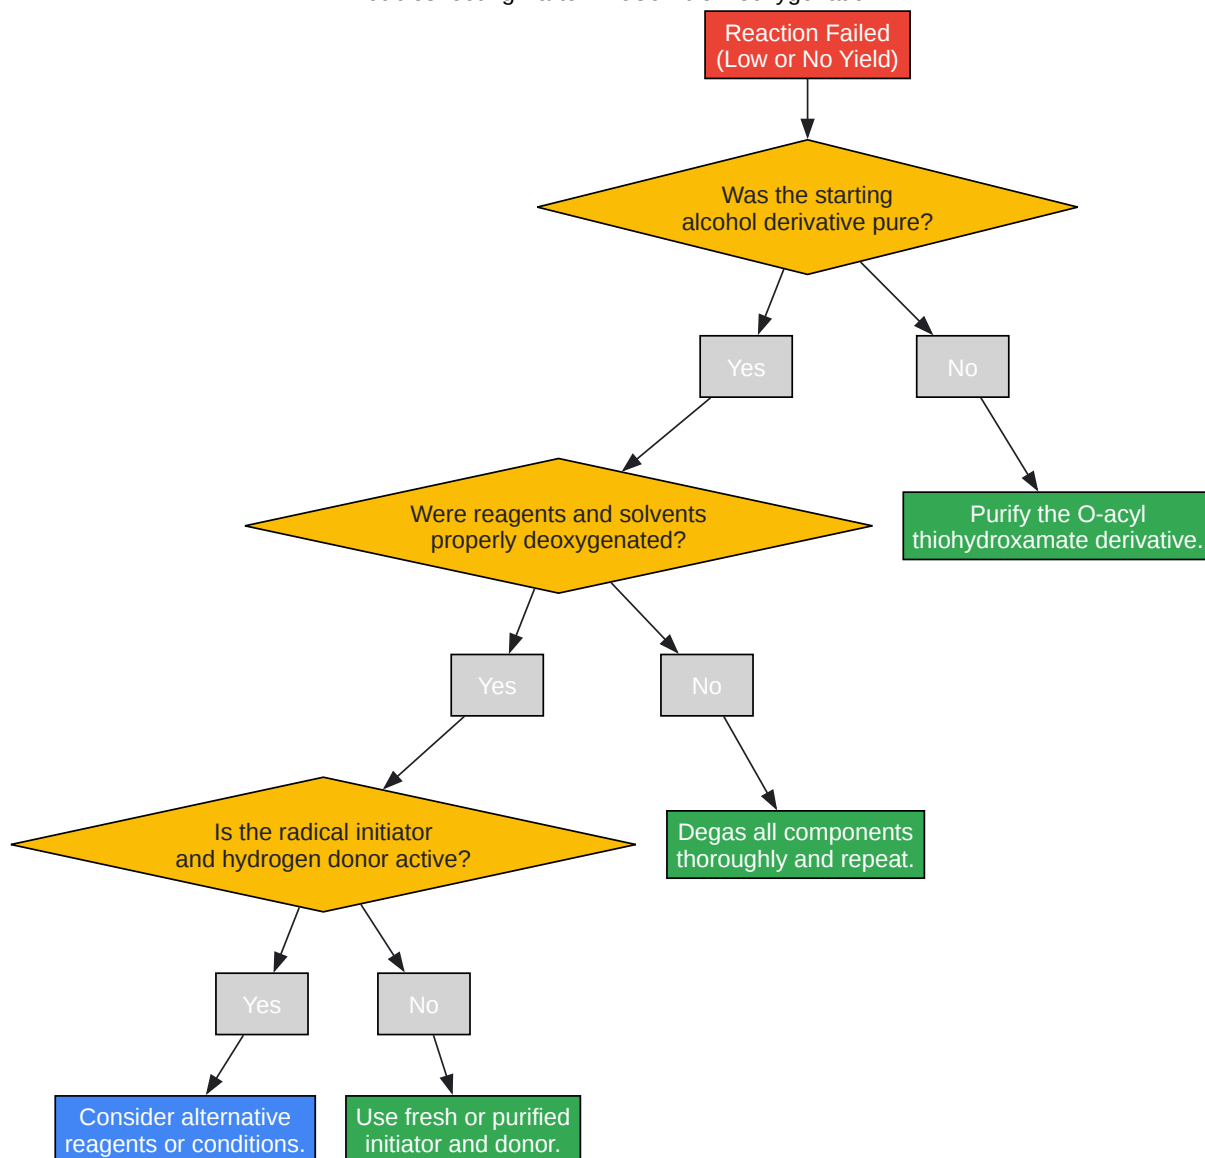 Reaction Failed
(Low or No Yield)
Was the starting
alcohol derivative pure?
Yes
No
Were reagents and solvents
properly deoxygenated?
Purify the O-acyl
thiohydroxamate derivative.
Yes
No
Is the radical initiator
and hydrogen donor active?
Degas all components
thoroughly and repeat.
Yes
No
Consider alternative
reagents or conditions.
Use fresh or purified
initiator and donor.